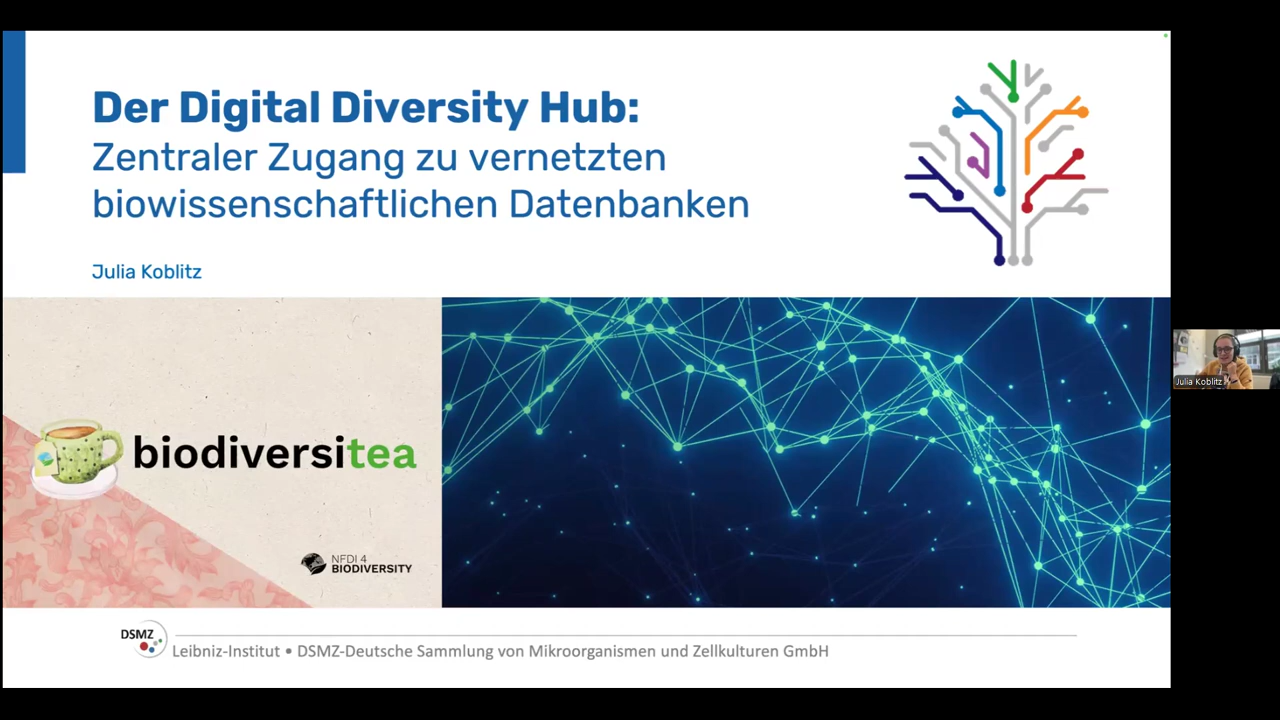 Der Digital Diversity Hub:
Zentraler Zugang zu vernetzten
biowissenschaftlichen Datenbanken
Julia Koblitz
biodiversitea
NFDI 4
BIODIVERSITY
Julia Koblitz
DSMZ
Leibniz-Institut • DSMZ-Deutsche Sammlung von Mikroorganismen und Zellkulturen GmbH